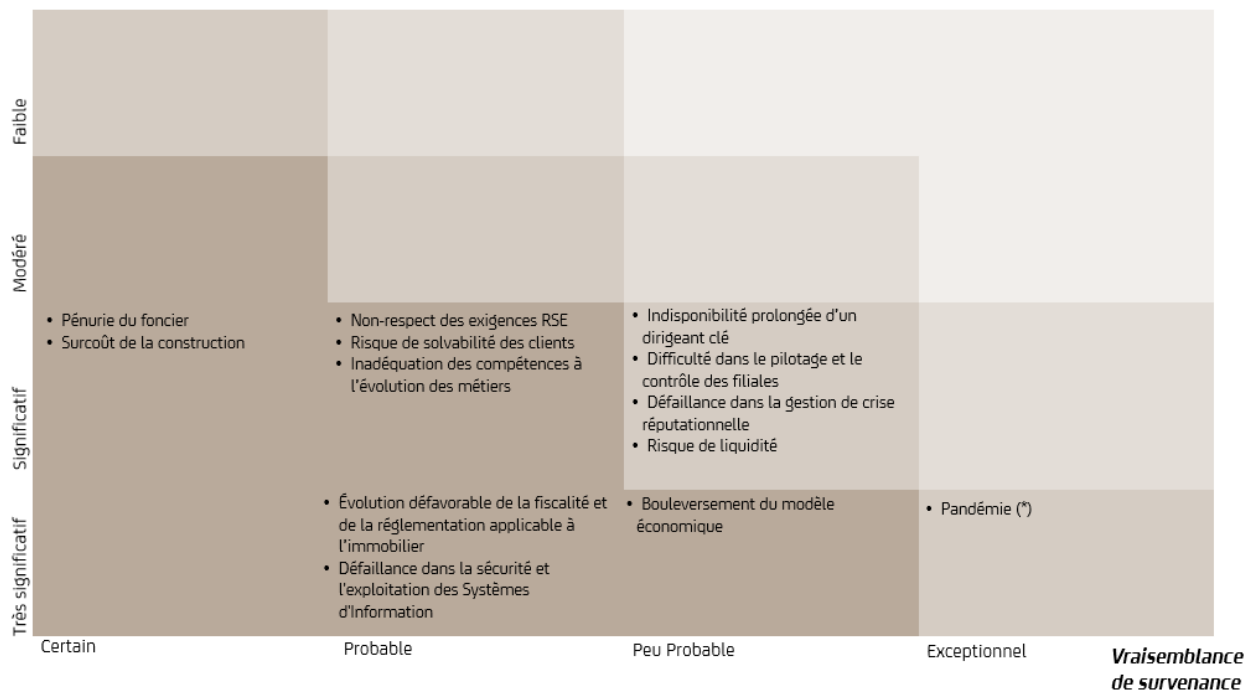 Faible
Modéré
Significatif
Très significatif
• Pénurie du foncier
• Surcoût de la construction
• Non-respect des exigences RSE
• Risque de solvabilité des clients
• Inadéquation des compétences à
l'évolution des métiers
• Indisponibilité prolongée d'un
dirigeant clé
• Difficulté dans le pilotage et le
contrôle des filiales
• Défaillance dans la gestion de crise
réputationnelle
• Risque de liquidité
• Évolution défavorable de la fiscalité et
de la réglementation applicable à
l'immobilier
• Défaillance dans la sécurité et
l'exploitation des Systèmes
d'Information
• Bouleversement du modèle
économique
• Pandémie (*)
Certain
Probable
Peu Probable
Exceptionnel
Vraisemblance
de survenance